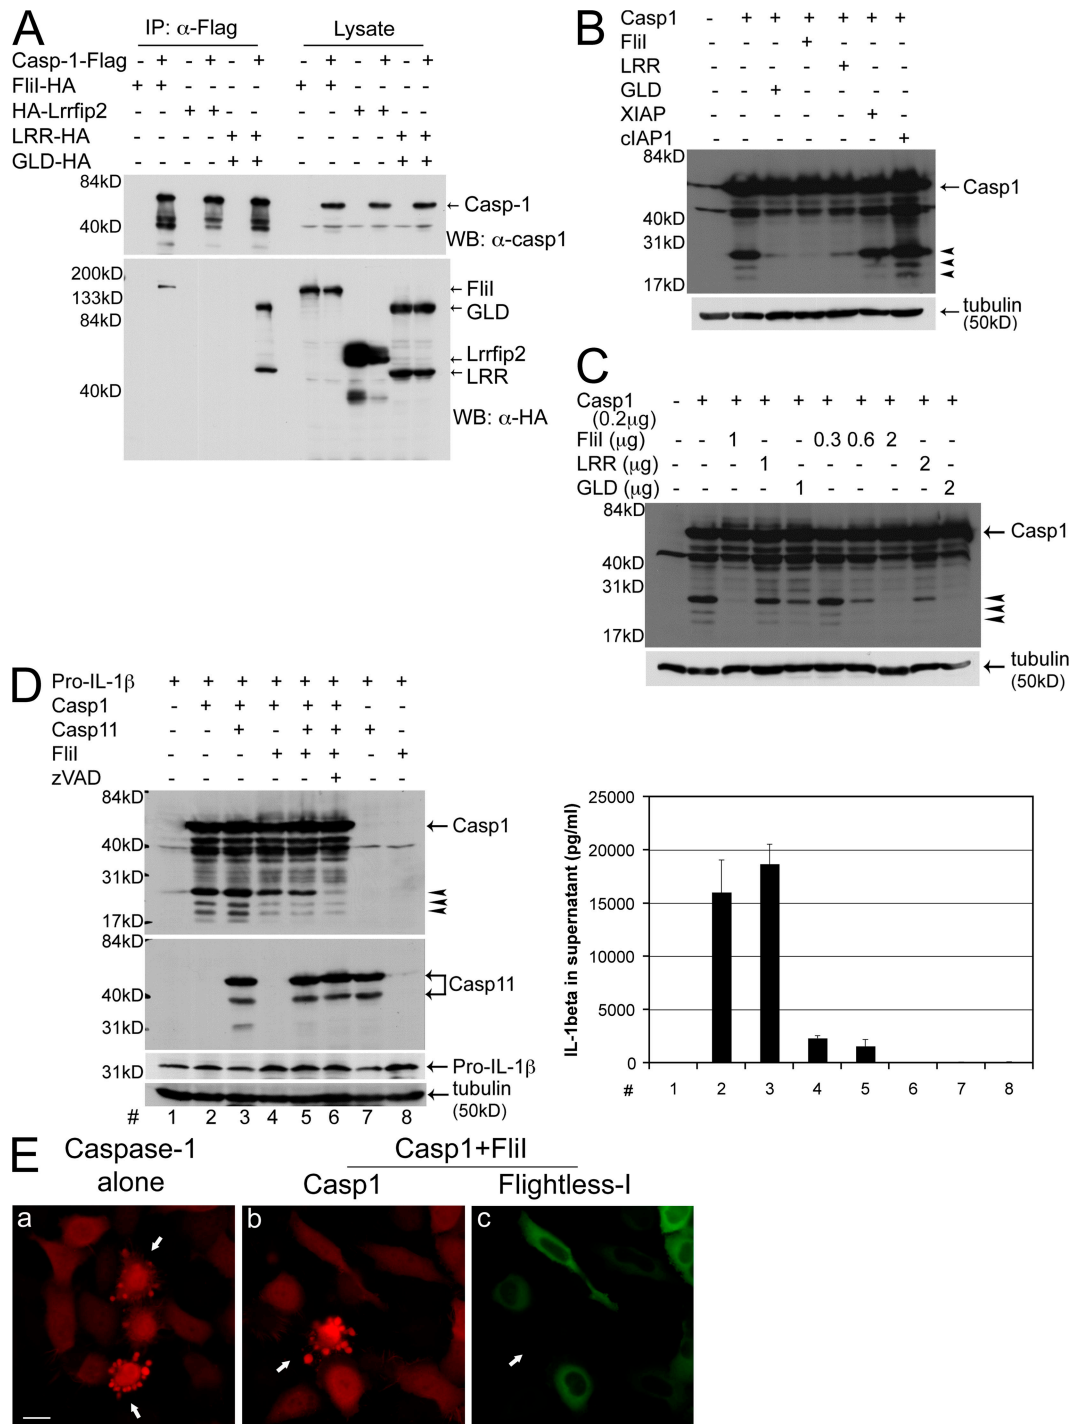 A
IP: α-Flag Lysate
Casp-1-Flag - + - + - + - + - + - +
FliI-HA + + - - - - + + - - - -
HA-Lrrfip2 - - + + - - - - + + - -
LRR-HA - - - - + + - - - - + +
GLD-HA - - - - + + - - - - + +
84kD
← Casp-1
40kD
WB: α-casp1
200kD
← FliI
133kD
← GLD
84kD
← Lrrfip2
← LRR
40kD
WB: α-HA
B
Casp1 - + + + + + +
FliI - - - + - - -
LRR - - - - + - -
GLD - - + - - - -
XIAP - - - - - + -
cIAP1 - - - - - - +
84kD
← Casp1
40kD
31kD
17kD
← tubulin
(50kD)
C
Casp1 - + + + + + + + + +
(0.2μg)
FliI (μg) - - 1 - - 0.3 0.6 2 - -
LRR (μg) - - - 1 - - - - 2 -
GLD (μg) - - - - 1 - - - - 2
84kD
← Casp1
40kD
31kD
17kD
← tubulin
(50kD)
D
Pro-IL-1β + + + + + + + +
Casp1 - + + + + + - -
Casp11 - - + - + + + -
FliI - - - + + + - +
zVAD - - - - - + - -
84kD
← Casp1
40kD
31kD
17kD
84kD
Casp11
40kD
31kD
31kD ← Pro-IL-1β
← tubulin
(50kD)
# 1 2 3 4 5 6 7 8
IL-1beta in supernatant (pg/ml)
25000
20000
15000
10000
5000
0
# 1 2 3 4 5 6 7 8
E
Caspase-1
alone
Casp1+FliI
Casp1 Flightless-I
a b c